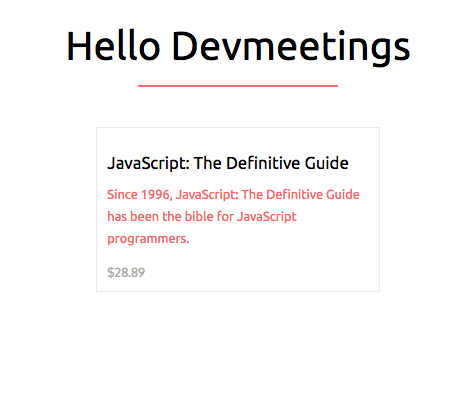 Hello Devmeetings
JavaScript: The Definitive Guide
Since 1996, JavaScript: The Definitive Guide
has been the bible for JavaScript
programmers.
$28.89